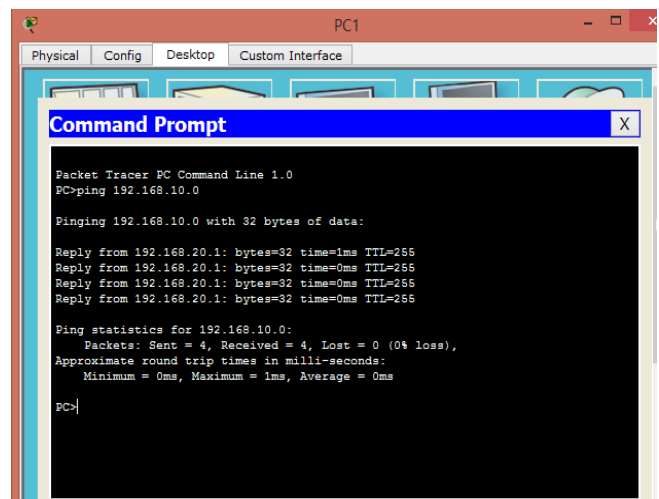 PC1
Physical Config Desktop Custom Interface
Command Prompt X
Packet Tracer PC Command Line 1.0
PC>ping 192.168.10.0
Pinging 192.168.10.0 with 32 bytes of data:
Reply from 192.168.20.1: bytes=32 time=1ms TTL=255
Reply from 192.168.20.1: bytes=32 time=0ms TTL=255
Reply from 192.168.20.1: bytes=32 time=0ms TTL=255
Reply from 192.168.20.1: bytes=32 time=0ms TTL=255
Ping statistics for 192.168.10.0:
Packets: Sent = 4, Received = 4, Lost = 0 (0% loss),
Approximate round trip times in milli-seconds:
Minimum = 0ms, Maximum = 1ms, Average = 0ms
PC>